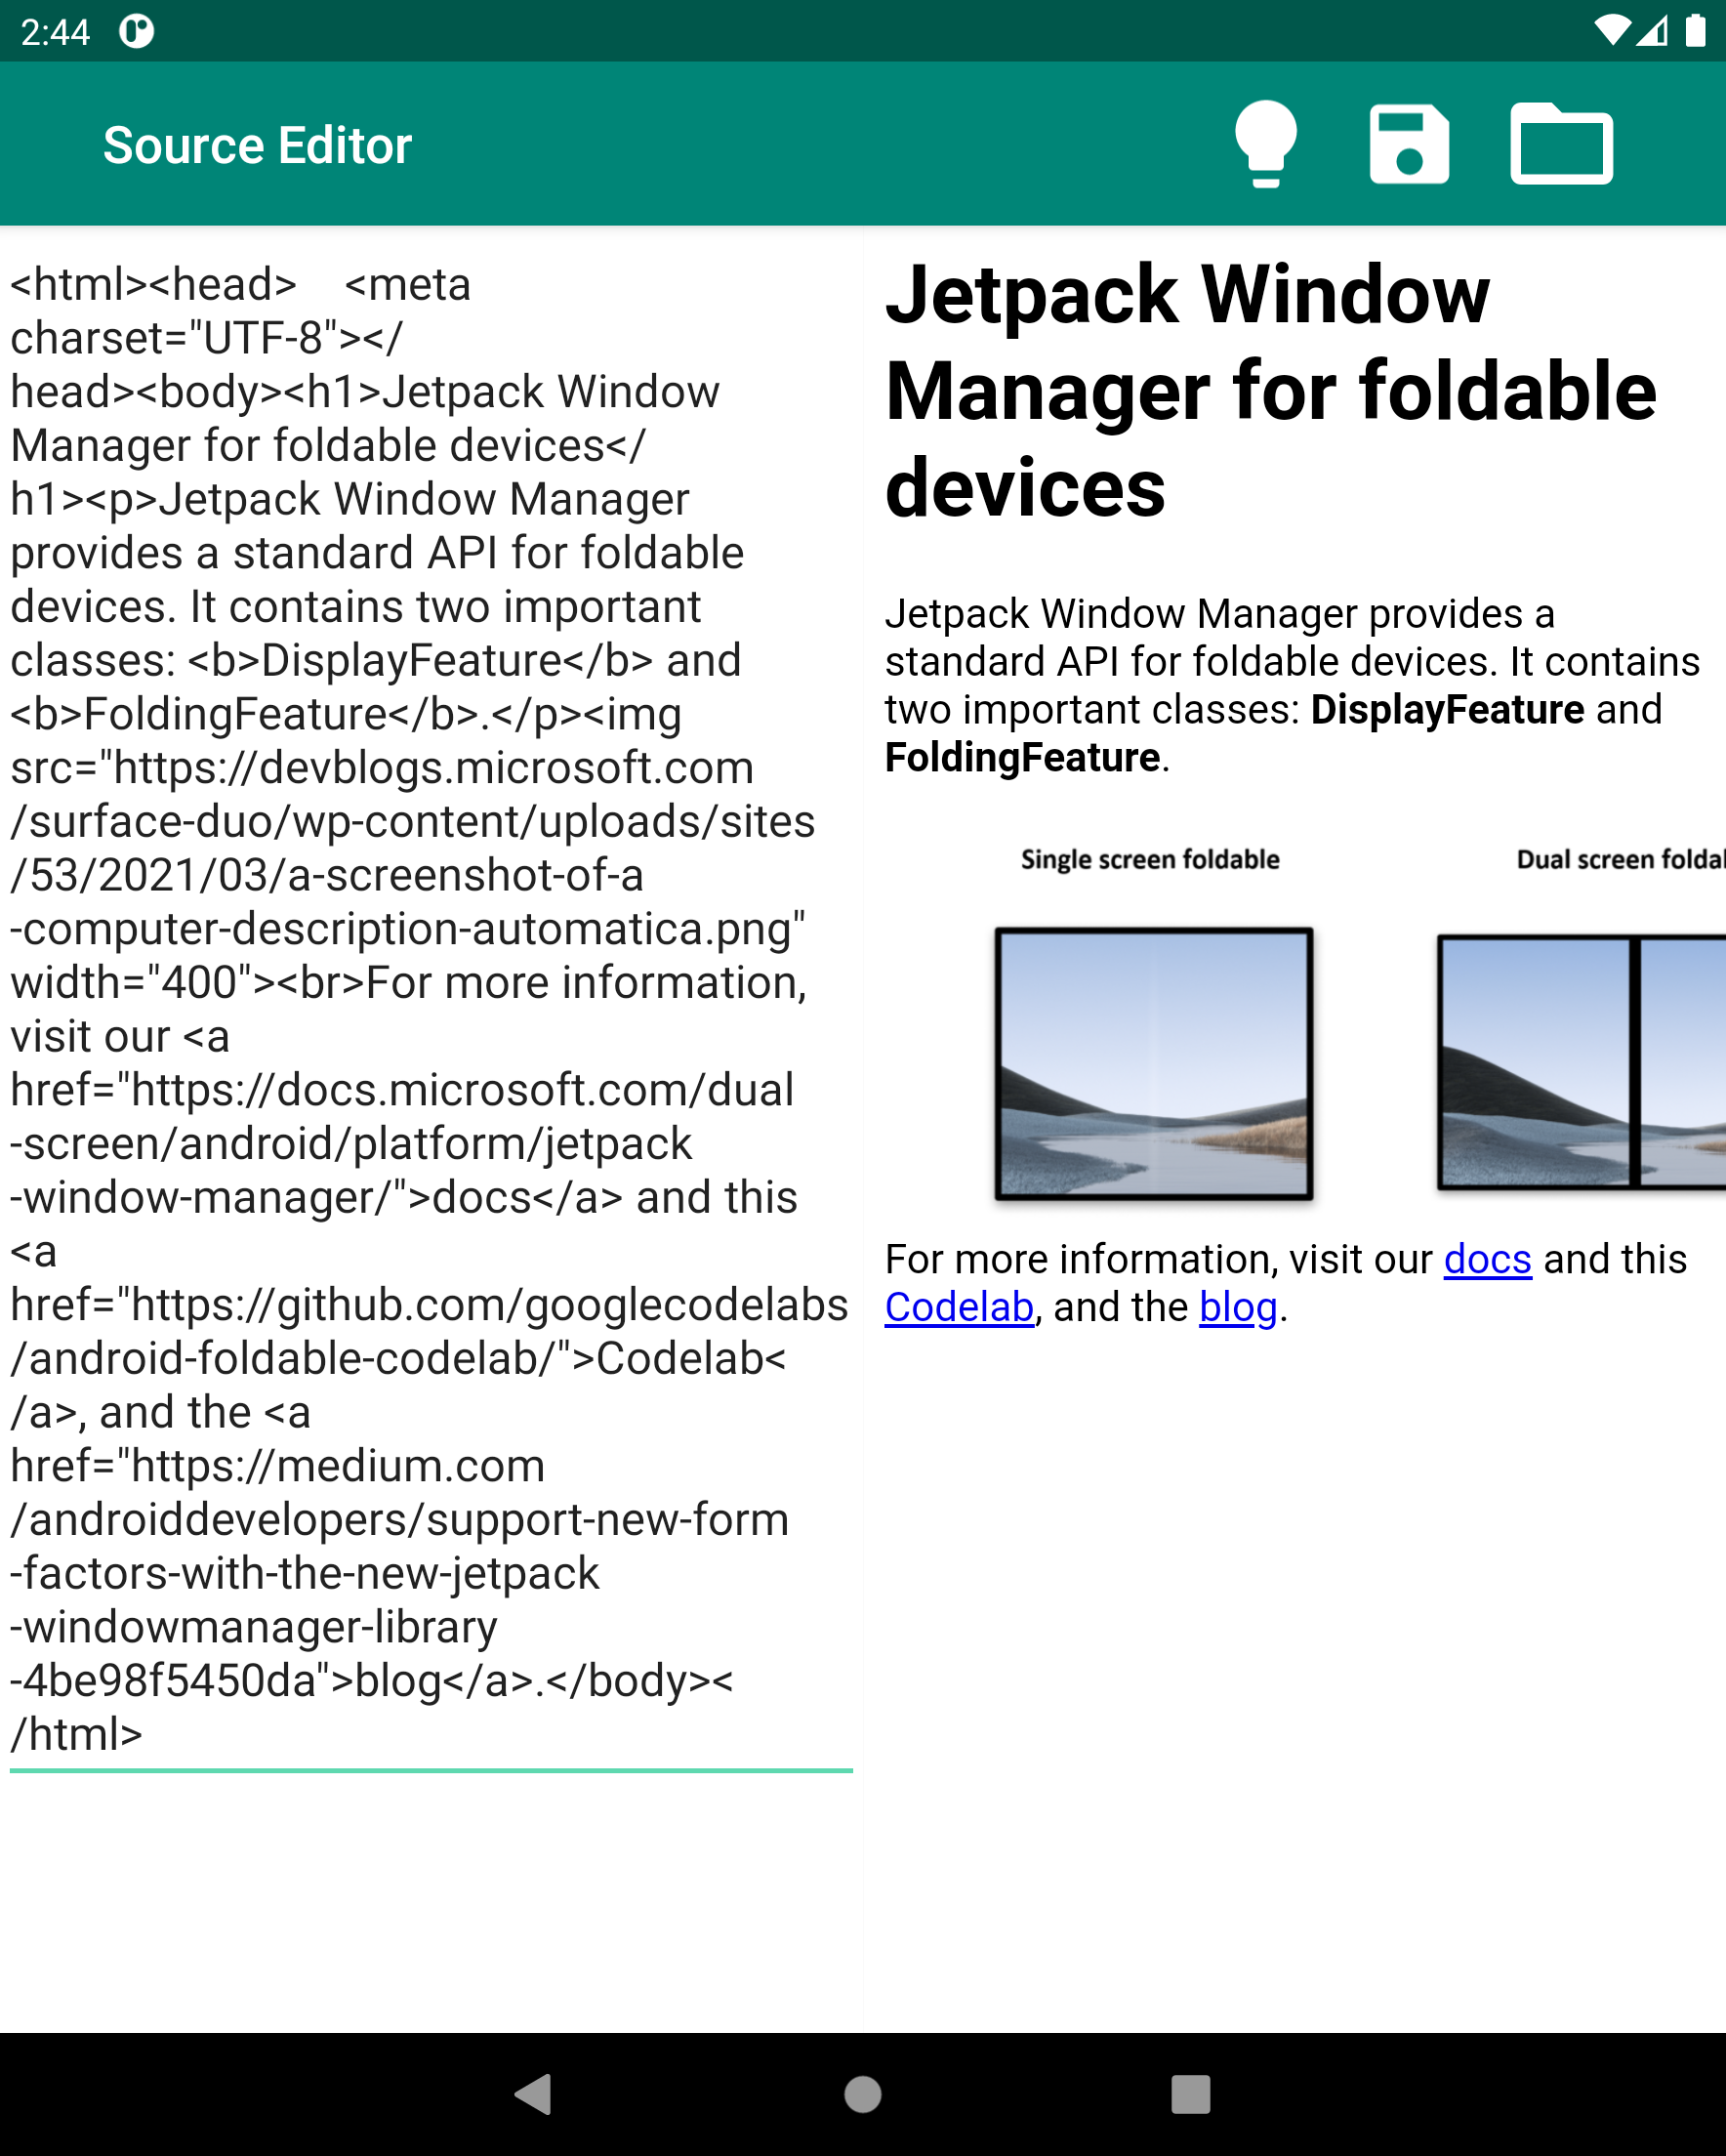 2:44
Source Editor
<html><head>    <meta
charset="UTF-8"></
head><body><h1>Jetpack Window
Manager for foldable devices</
h1><p>Jetpack Window Manager
provides a standard API for foldable
devices. It contains two important
classes: <b>DisplayFeature</b> and
<b>FoldingFeature</b>.</p><img
src="https://devblogs.microsoft.com
/surface-duo/wp-content/uploads/sites
/53/2021/03/a-screenshot-of-a
-computer-description-automatica.png"
width="400"><br>For more information,
visit our <a
href="https://docs.microsoft.com/dual
-screen/android/platform/jetpack
-window-manager/">docs</a> and this
<a
href="https://github.com/googlecodelabs
/android-foldable-codelab/">Codelab<
/a>, and the <a
href="https://medium.com
/androiddevelopers/support-new-form
-factors-with-the-new-jetpack
-windowmanager-library
-4be98f5450da">blog</a>.</body><
/html>
Jetpack Window
Manager for foldable
devices
Jetpack Window Manager provides a
standard API for foldable devices. It contains
two important classes: DisplayFeature and
FoldingFeature.
Single screen foldable
Dual screen
For more information, visit our docs and this
Codelab, and the blog.